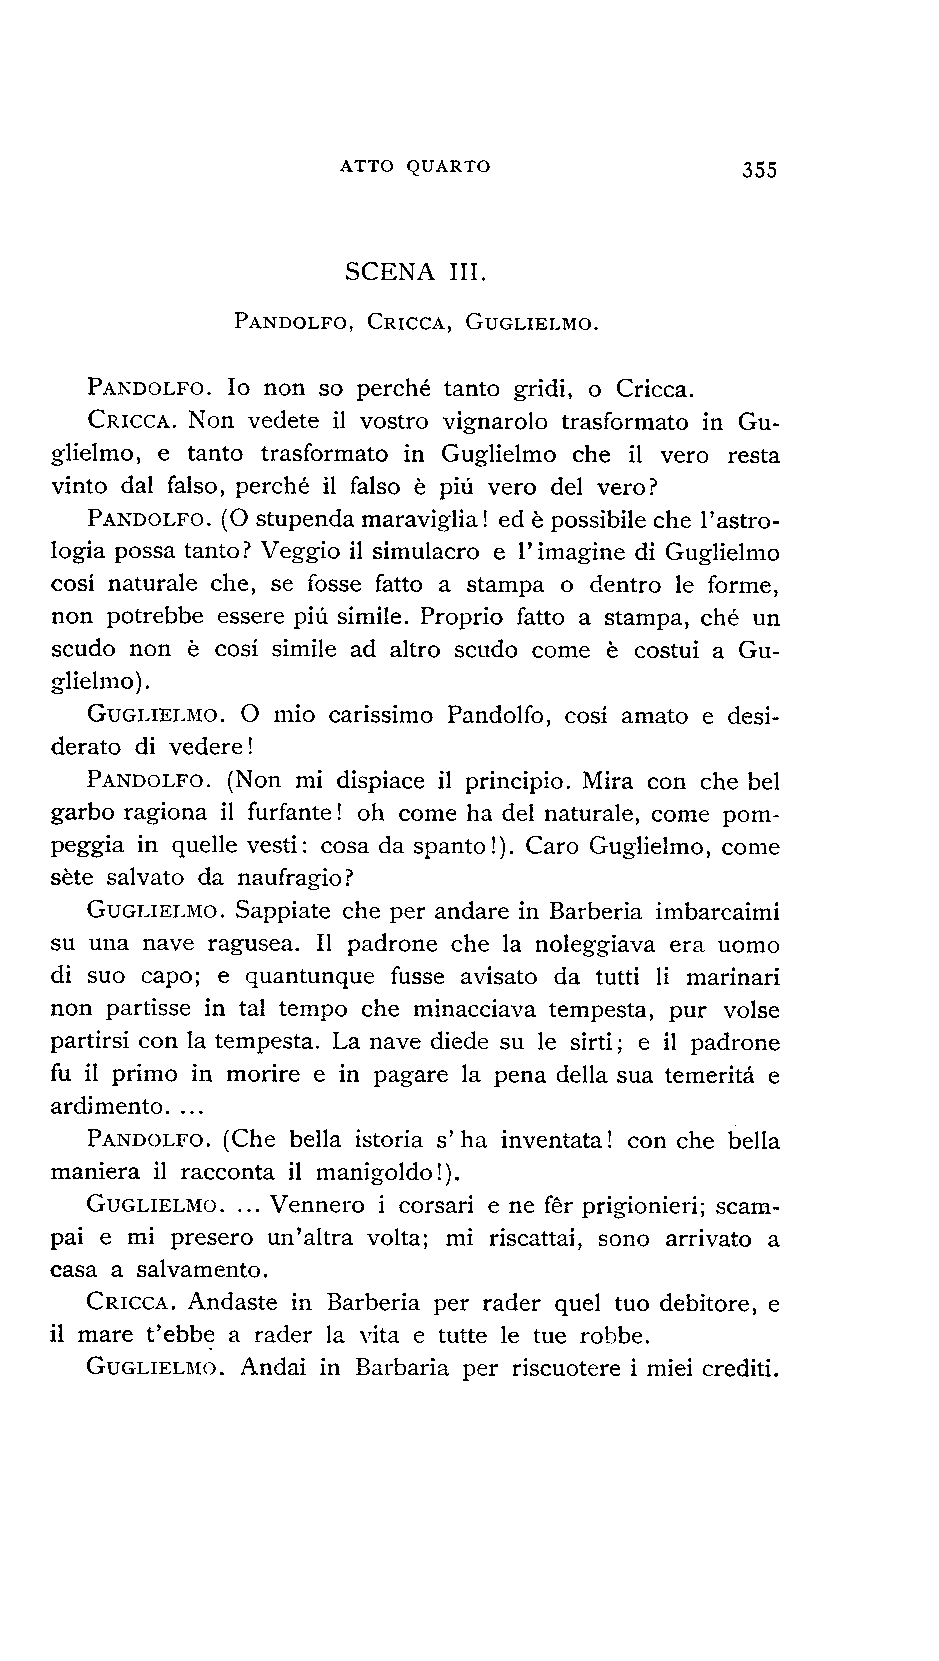 ATTO QUARTO 355
SCENA III.
PANDOLFO, CRICCA, GUGLIELMO.
PANDOLFO. Io non so perché tanto gridi, o Cricca.
CRICCA. Non vedete il vostro vignarolo trasformato in Gu-
glielmo, e tanto trasformato in Guglielmo che il vero resta
vinto dal falso, perché il falso è piú vero del vero?
PANDOLFO. (O stupenda maraviglia! ed è possibile che l'astro-
logia possa tanto? Veggio il simulacro e l'imagine di Guglielmo
cosí naturale che, se fosse fatto a stampa o dentro le forme,
non potrebbe essere piú simile. Proprio fatto a stampa, ché un
scudo non è cosí simile ad altro scudo come è costui a Gu-
glielmo).
GUGLIELMO. O mio carissimo Pandolfo, cosí amato e desi-
derato di vedere!
PANDOLFO. (Non mi dispiace il principio. Mira con che bel
garbo ragiona il furfante! oh come ha del naturale, come pom-
peggia in quelle vesti: cosa da spanto!). Caro Guglielmo, come
sète salvato da naufragio?
GUGLIELMO. Sappiate che per andare in Barberia imbarcaimi
su una nave ragusea. Il padrone che la noleggiava era uomo
di suo capo; e quantunque fusse avisato da tutti li marinari
non partisse in tal tempo che minacciava tempesta, pur volse
partirsi con la tempesta. La nave diede su le sirti; e il padrone
fu il primo in morire e in pagare la pena della sua temeritá e
ardimento. ...
PANDOLFO. (Che bella istoria s'ha inventata! con che bella
maniera il racconta il manigoldo!).
GUGLIELMO. ... Vennero i corsari e ne fêr prigionieri; scam-
pai e mi presero un'altra volta; mi riscattai, sono arrivato a
casa a salvamento.
CRICCA. Andaste in Barberia per rader quel tuo debitore, e
il mare t'ebbe a rader la vita e tutte le tue robbe.
GUGLIELMO. Andai in Barbaria per riscuotere i miei crediti.